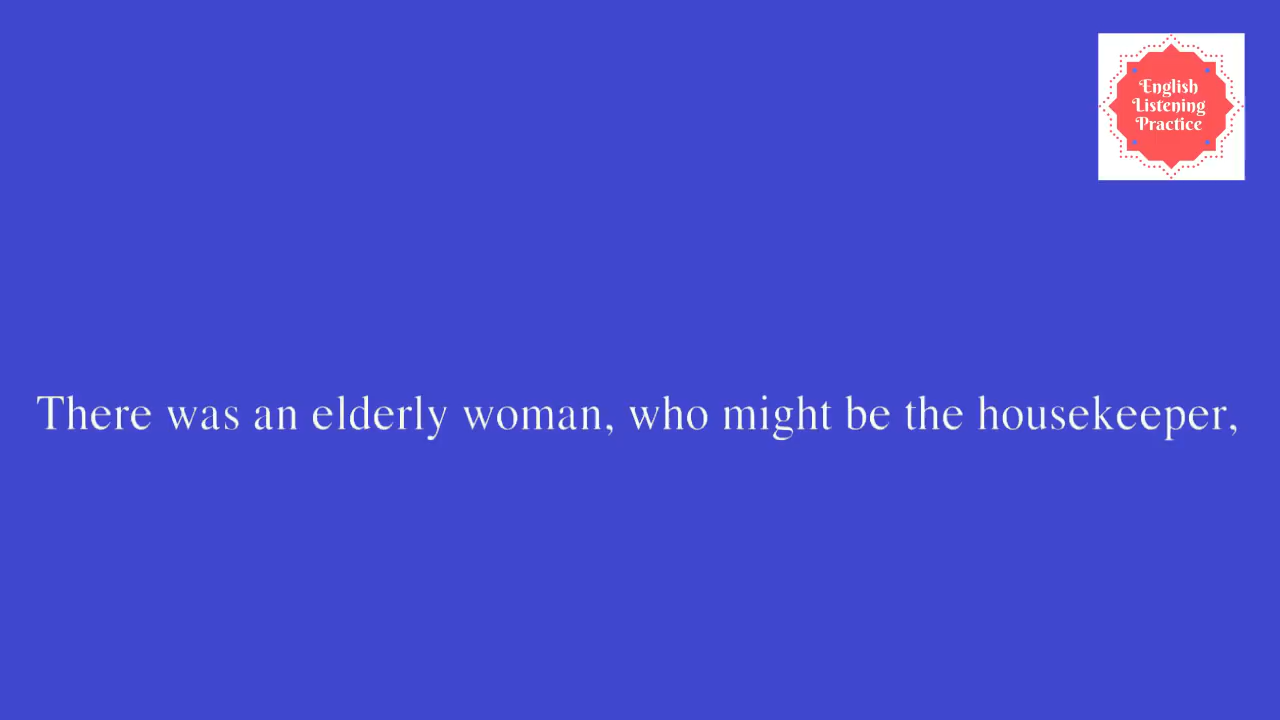 English
Listening
Practice
There was an elderly woman, who might be the housekeeper,